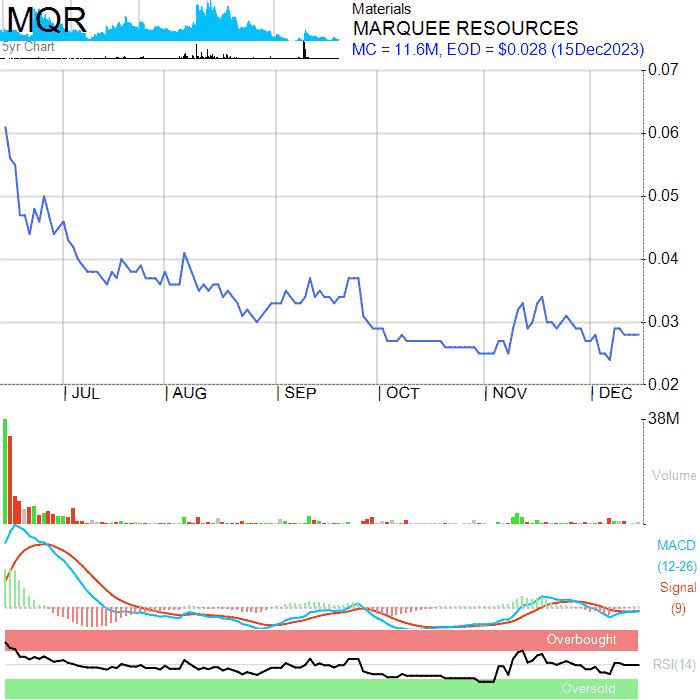 MQR
5yr Chart
Materials
MARQUEE RESOURCES
MC = 11.6M, EOD = $0.028 (15Dec2023)
0.07
0.06
0.05
0.04
0.03
0.02
JUL AUG SEP OCT NOV DEC
38M
Volume
MACD
(12-26)
Signal
(9)
Overbought
RSI(14)
Oversold